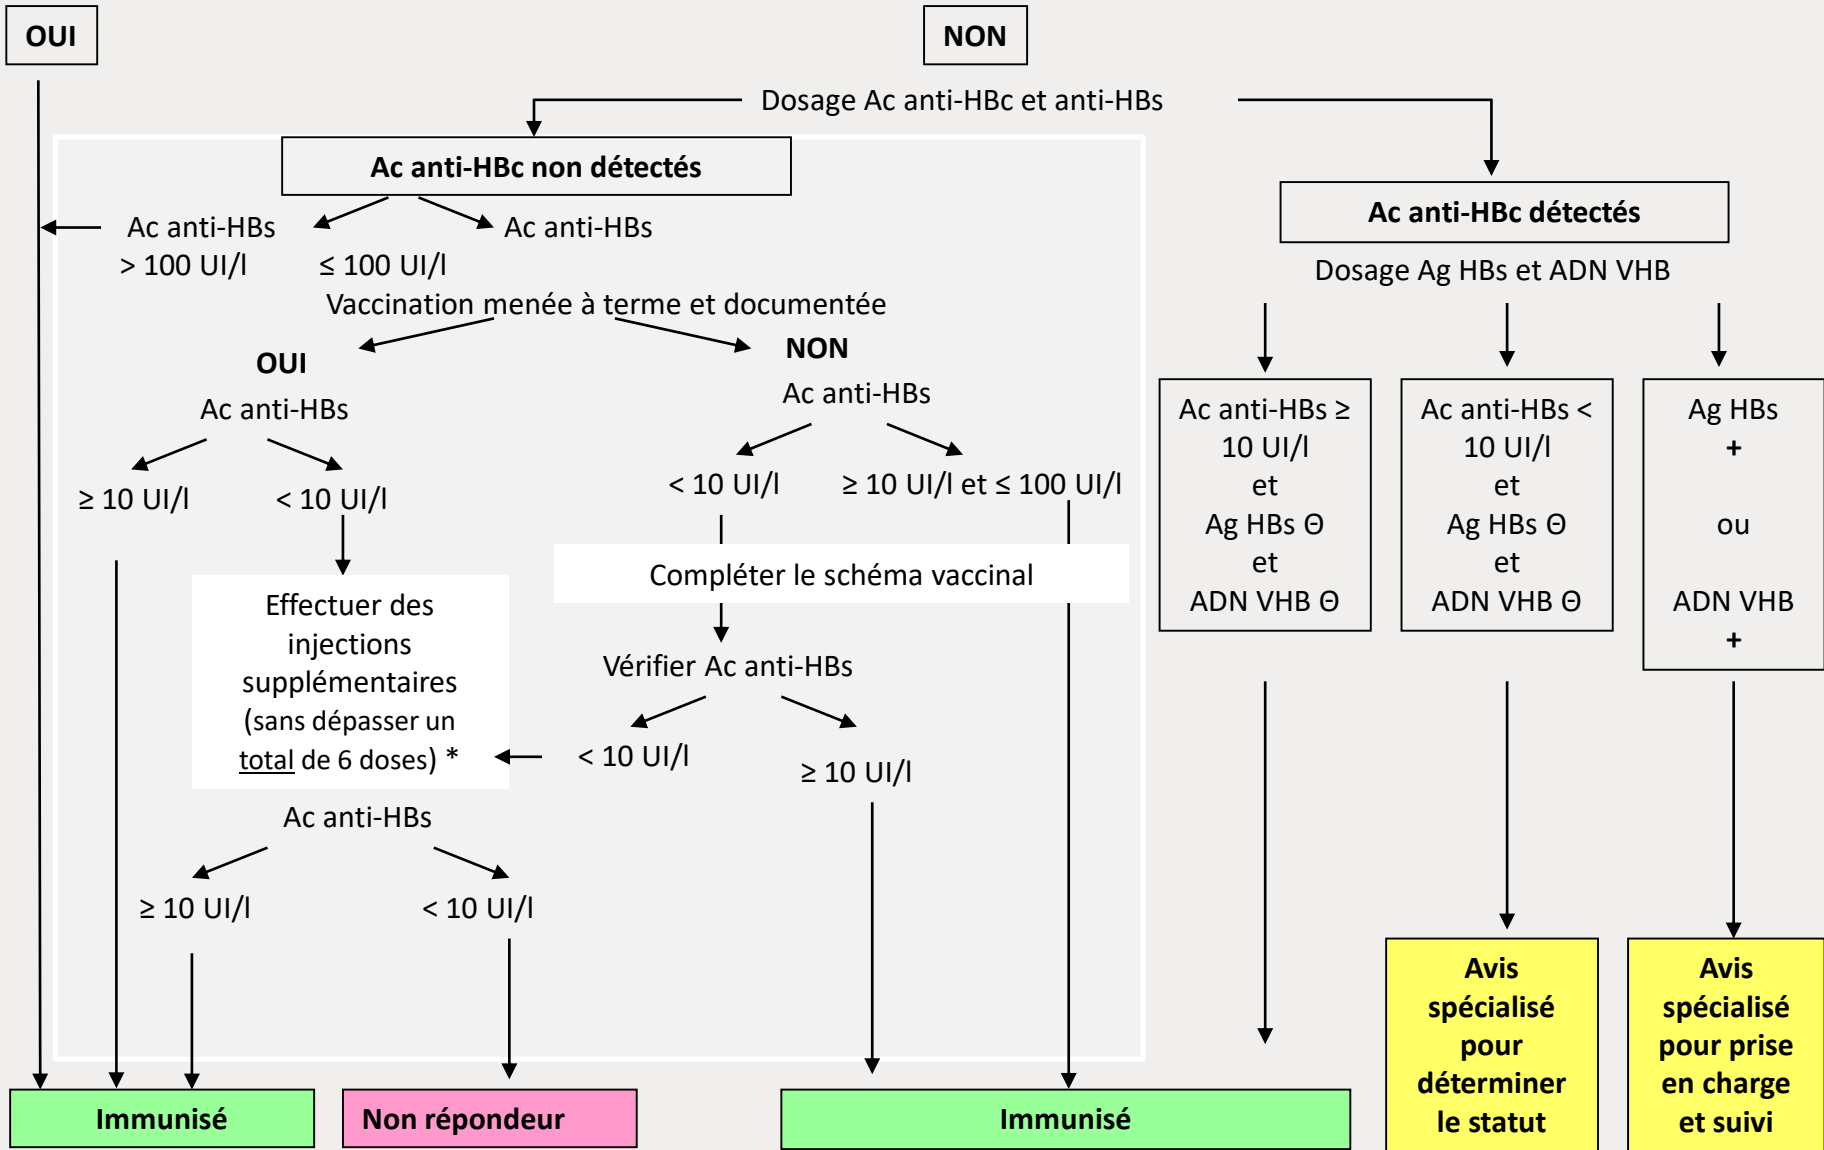 OUI
NON
Dosage Ac anti-HBc et anti-HBs
Ac anti-HBc non détectés
Ac anti-HBs
> 100 UI/l
Ac anti-HBs
≤ 100 UI/l
Vaccination menée à terme et documentée
OUI
Ac anti-HBs
≥ 10 UI/l
< 10 UI/l
Effectuer des
injections
supplémentaires
(sans dépasser un
total de 6 doses) *
Ac anti-HBs
≥ 10 UI/l
< 10 UI/l
NON
Ac anti-HBs
< 10 UI/l
≥ 10 UI/l et ≤ 100 UI/l
Compléter le schéma vaccinal
Vérifier Ac anti-HBs
< 10 UI/l
≥ 10 UI/l
Ac anti-HBc détectés
Dosage Ag HBs et ADN VHB
Ac anti-HBs ≥
10 UI/l
et
Ag HBs Θ
et
ADN VHB Θ
Ac anti-HBs <
10 UI/l
et
Ag HBs Θ
et
ADN VHB Θ
Ag HBs
+
ou
ADN VHB
+
Immunisé
Non répondeur
Immunisé
Avis
spécialisé
pour
déterminer
le statut
Avis
spécialisé
pour prise
en charge
et suivi